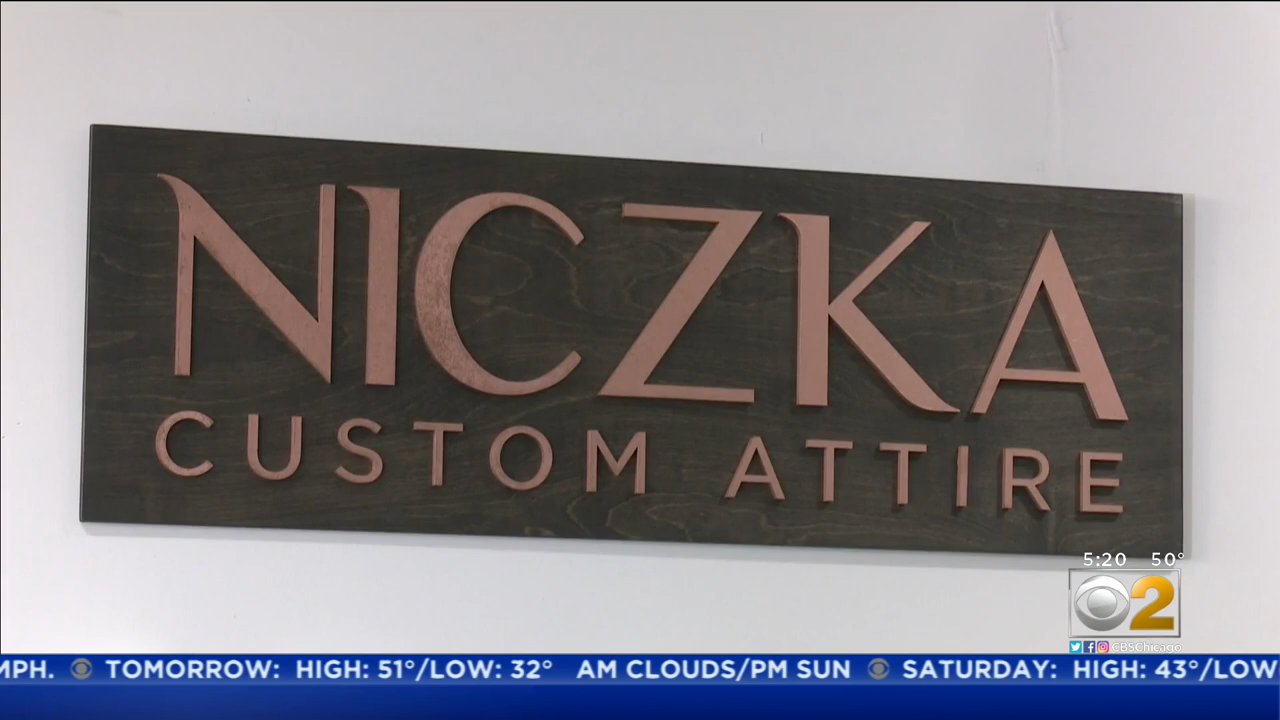 NICZKA
CUSTOM ATTIRE
5:20 50°
2
CBSChicago
MPH. TOMORROW: HIGH: 51°/LOW: 32° AM CLOUDS/PM SUN SATURDAY: HIGH: 43°/LOW